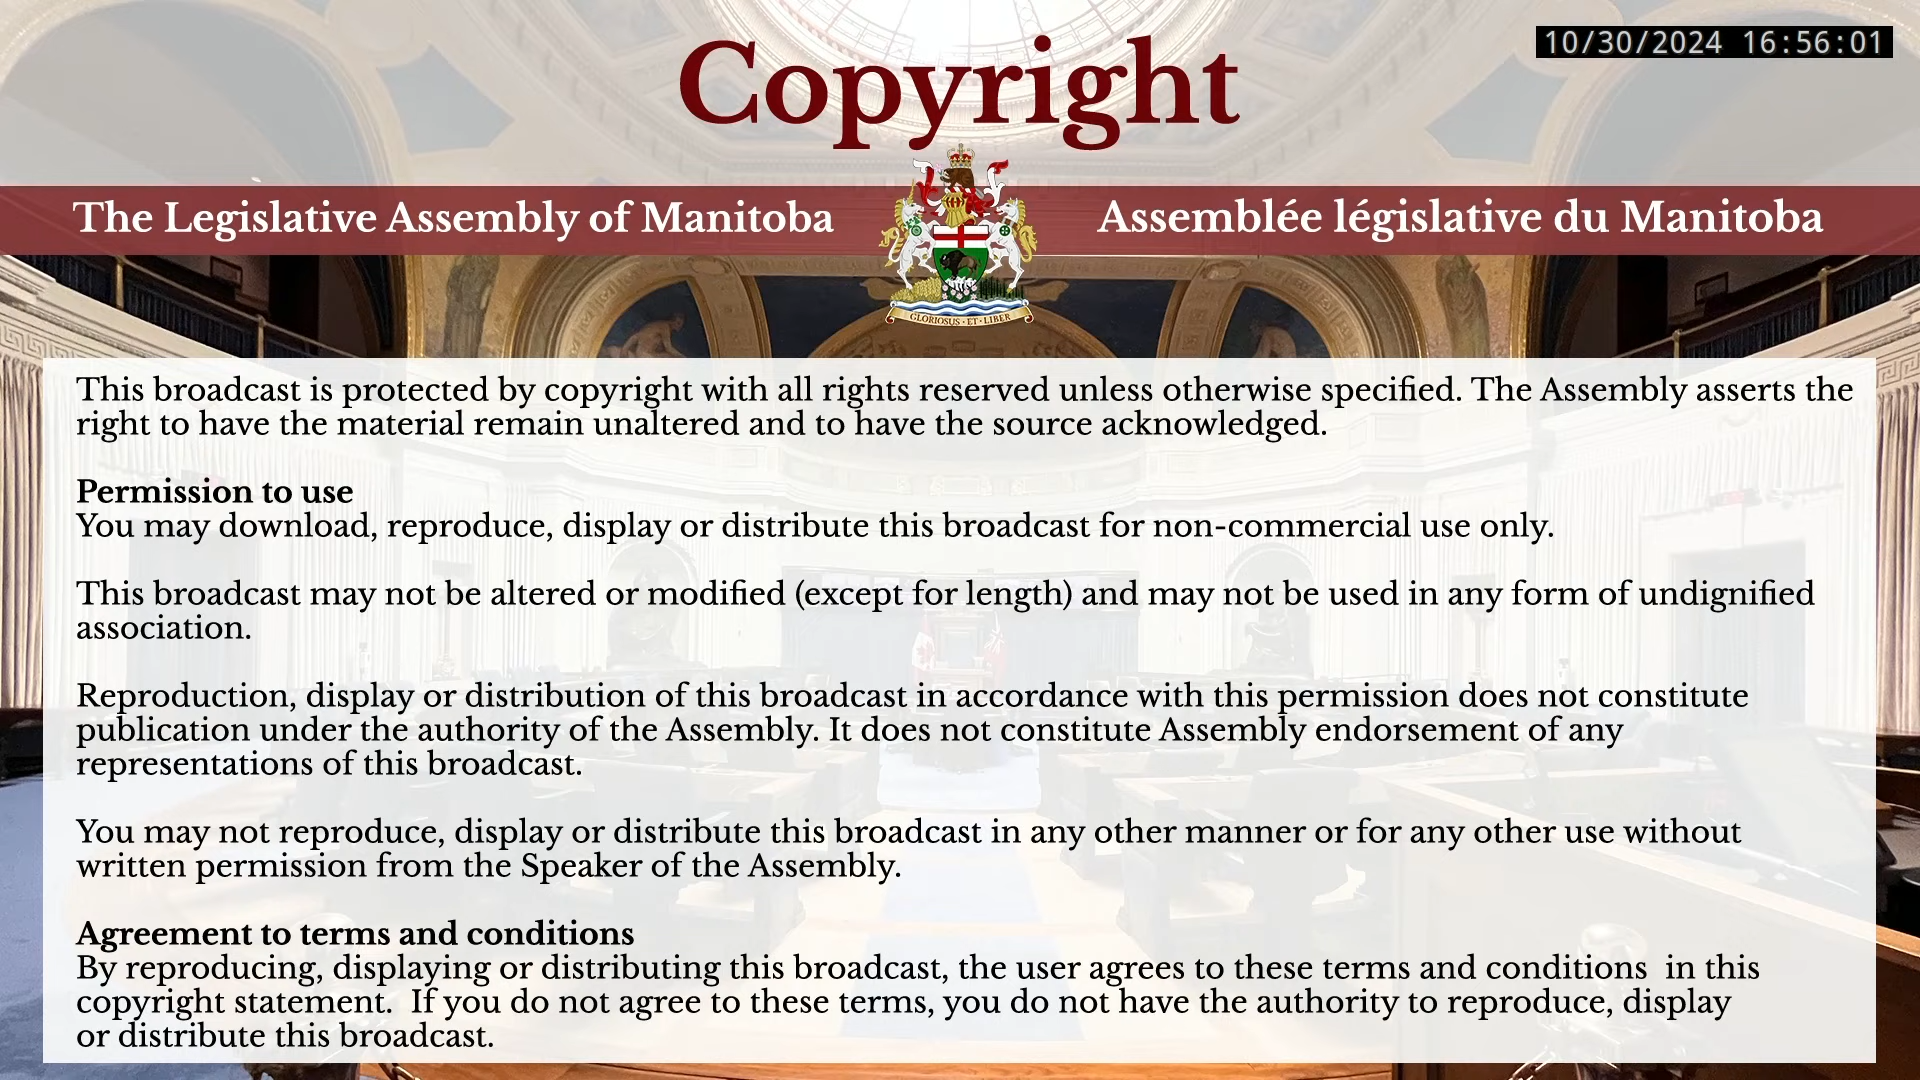 Copyright
10/30/2024 16:56:01
The Legislative Assembly of Manitoba
Assemblée législative du Manitoba
GLORIOSUS · ET · LIBER
This broadcast is protected by copyright with all rights reserved unless otherwise specified. The Assembly asserts the
right to have the material remain unaltered and to have the source acknowledged.
Permission to use
You may download, reproduce, display or distribute this broadcast for non-commercial use only.
This broadcast may not be altered or modified (except for length) and may not be used in any form of undignified
association.
Reproduction, display or distribution of this broadcast in accordance with this permission does not constitute
publication under the authority of the Assembly. It does not constitute Assembly endorsement of any
representations of this broadcast.
You may not reproduce, display or distribute this broadcast in any other manner or for any other use without
written permission from the Speaker of the Assembly.
Agreement to terms and conditions
By reproducing, displaying or distributing this broadcast, the user agrees to these terms and conditions  in this
copyright statement.  If you do not agree to these terms, you do not have the authority to reproduce, display
or distribute this broadcast.